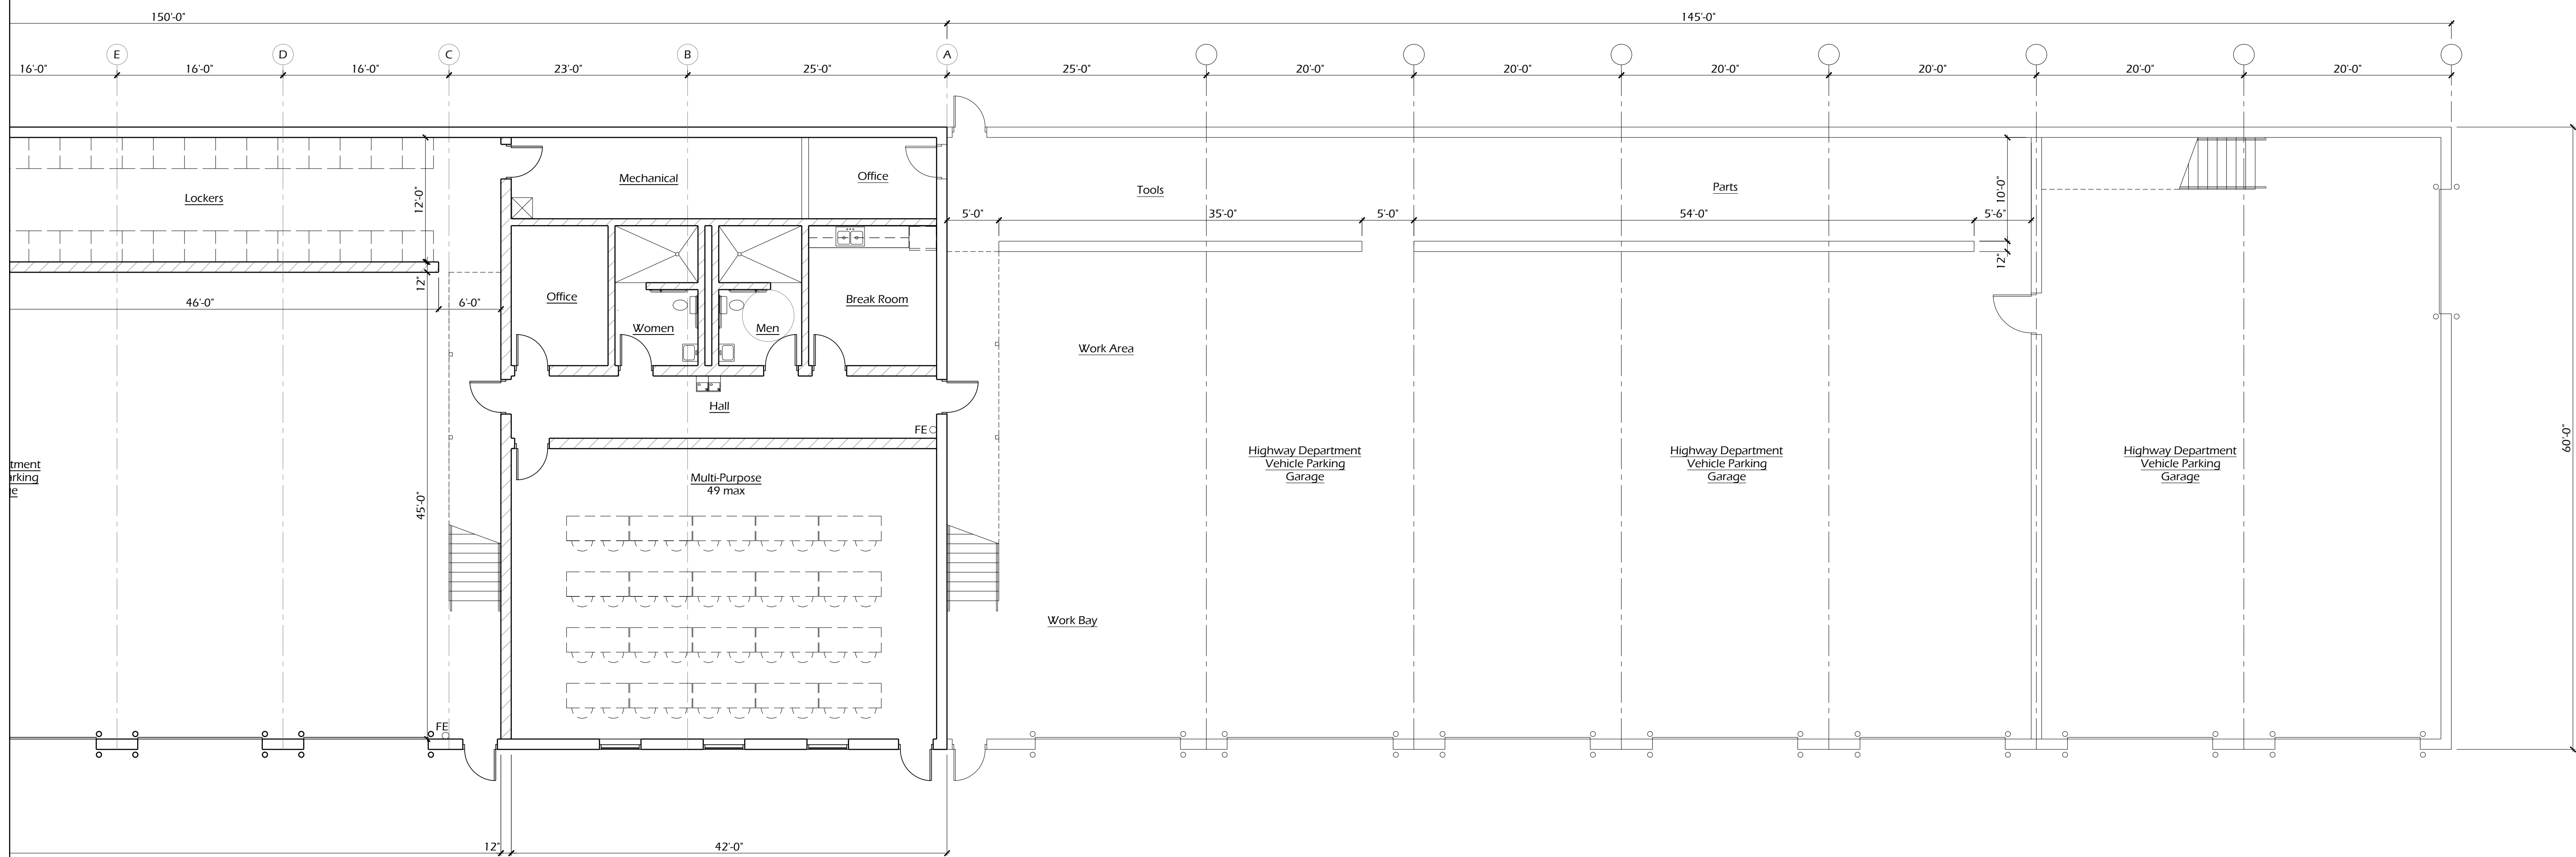 150'-0"
145'-0"
E
D
C
B
A
16'-0"
16'-0"
16'-0"
23'-0"
25'-0"
25'-0"
20'-0"
20'-0"
20'-0"
20'-0"
20'-0"
20'-0"
Lockers
12'-0"
12"
46'-0"
6'-0"
Mechanical
Office
Tools
Parts
5'-0"
35'-0"
5'-0"
54'-0"
5'-6"
10'-0"
12"
Office
Women
Men
Break Room
Work Area
Hall
FE
60'-0"
tment
rking
e
45'-0"
Multi-Purpose
49 max
Highway Department
Vehicle Parking
Garage
Highway Department
Vehicle Parking
Garage
Highway Department
Vehicle Parking
Garage
Work Bay
FE
12"
42'-0"